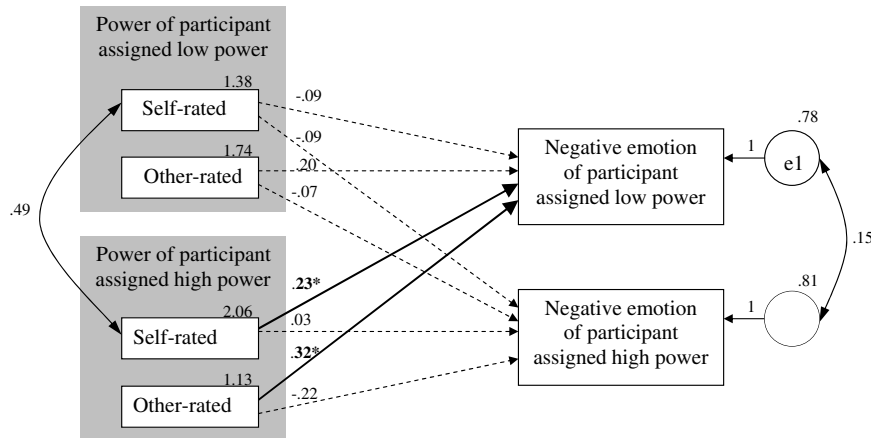 Power of participant
assigned low power
1.38
Self-rated
1.74
Other-rated
.49
Power of participant
assigned high power
2.06
Self-rated
1.13
Other-rated
-.09
-.09
.20
-.07
.23*
.03
.32*
-.22
Negative emotion
of participant
assigned low power
1
.78
e1
.15
Negative emotion
of participant
assigned high power
1
.81